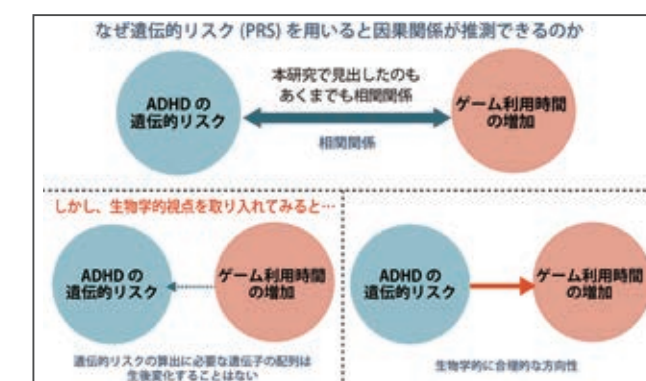 なぜ遺伝的リスク (PRS) を用いると因果関係が推測できるのか
本研究で見出したのも
あくまでも相関関係
ADHD の
遺伝的リスク
ゲーム利用時間
の増加
相関関係
しかし、生物学的視点を取り入れてみると…
ADHD の
遺伝的リスク
ゲーム利用時間
の増加
遺伝的リスクの算出に必要な遺伝子の配列は
生後変化することはない
ADHD の
遺伝的リスク
ゲーム利用時間
の増加
生物学的に合理的な方向性